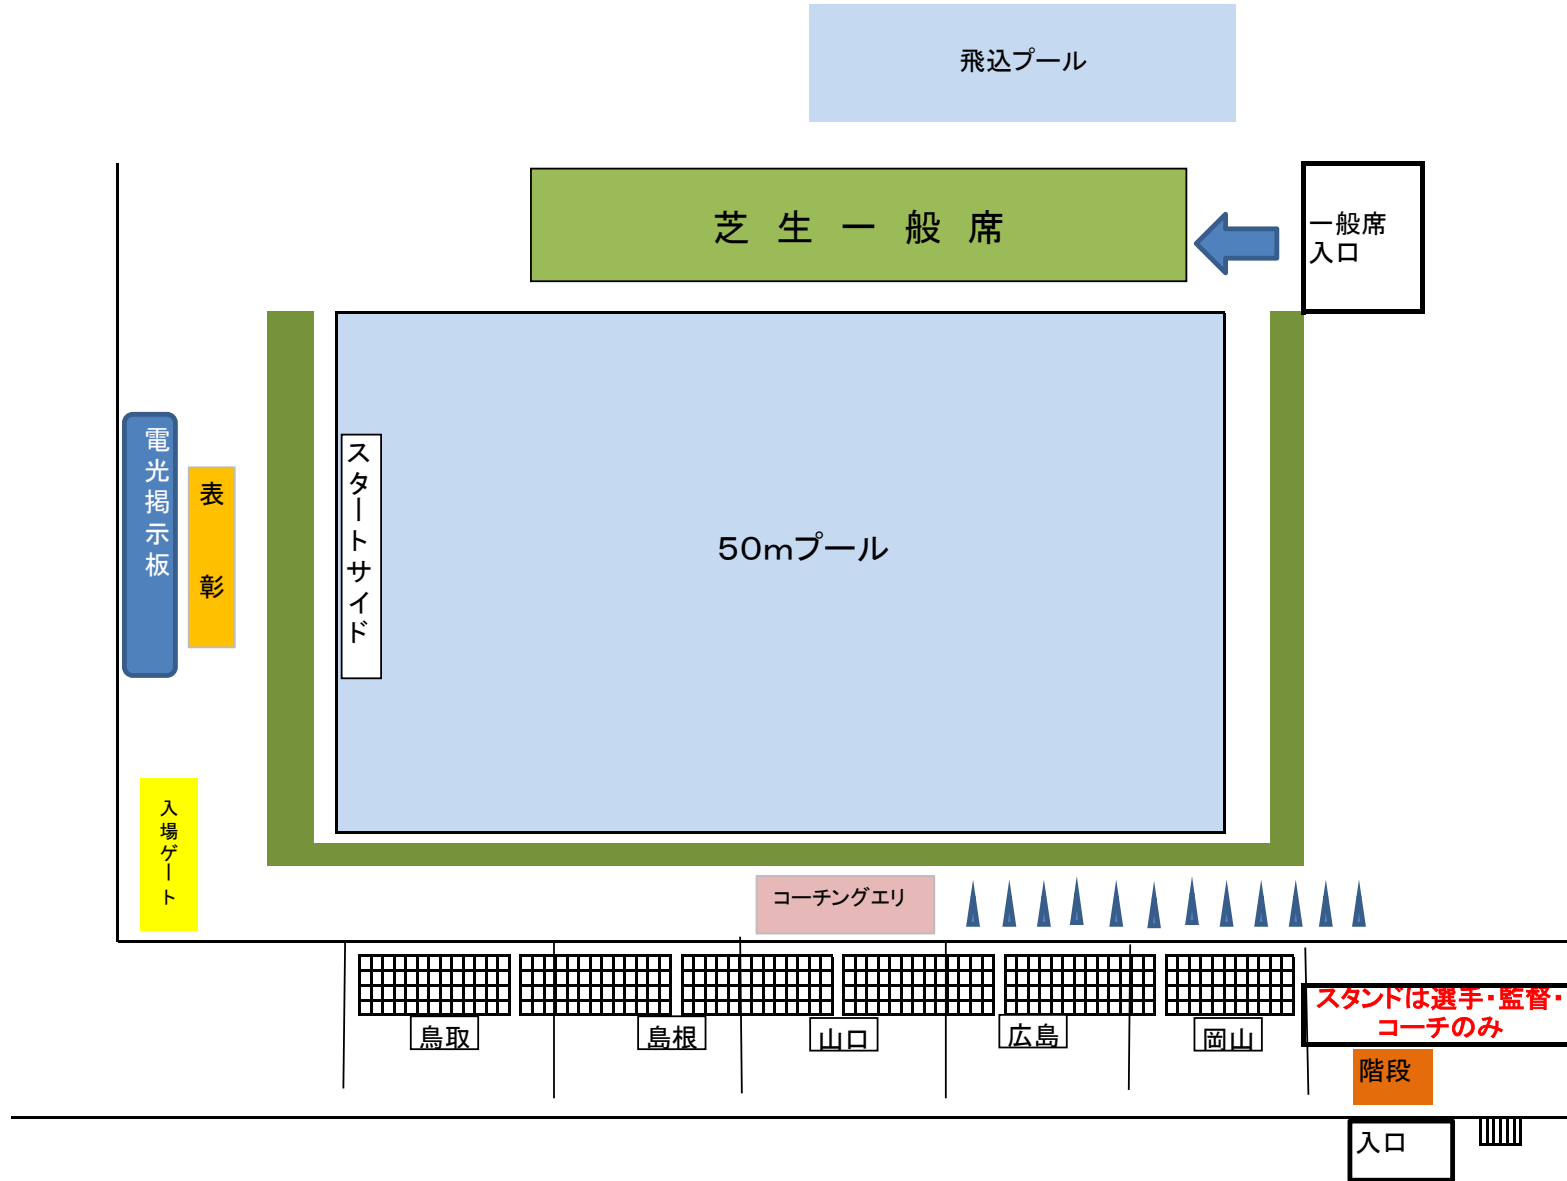 飛込プール
芝 生 一 般 席
一般席
入口
電光掲示板
表 彰
スタートサイド
50mプール
入場ゲート
コーチングエリ
鳥取
島根
山口
広島
岡山
スタンドは選手・監督・
コーチのみ
階段
入口